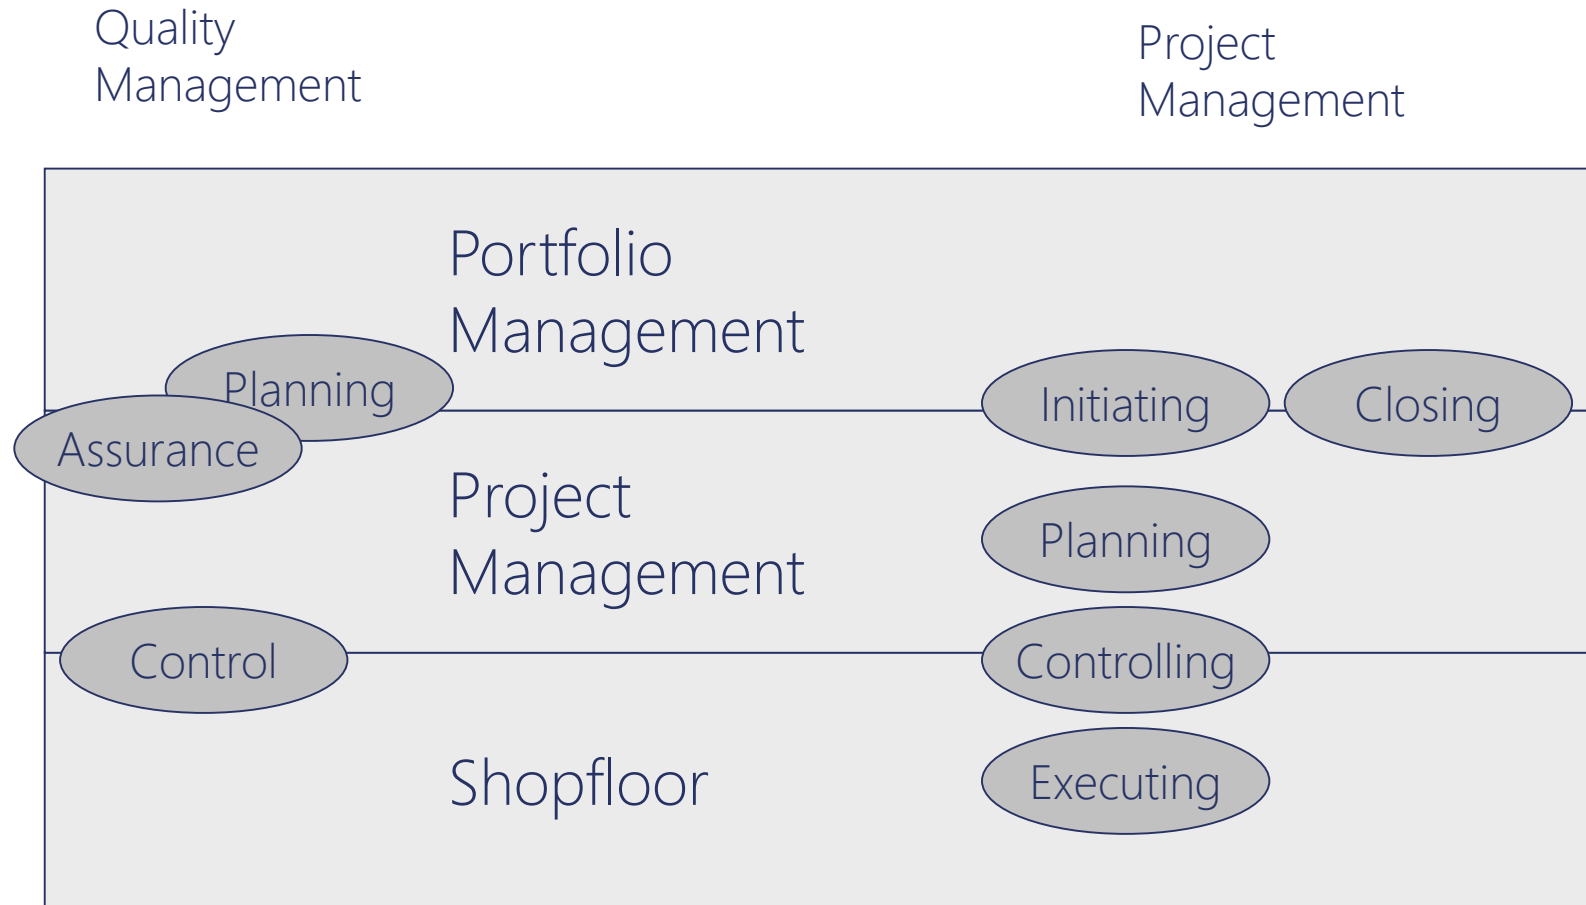 Quality
Management
Project
Management
Portfolio
Management
Planning
Assurance
Initiating
Closing
Project
Management
Planning
Control
Controlling
Shopfloor
Executing